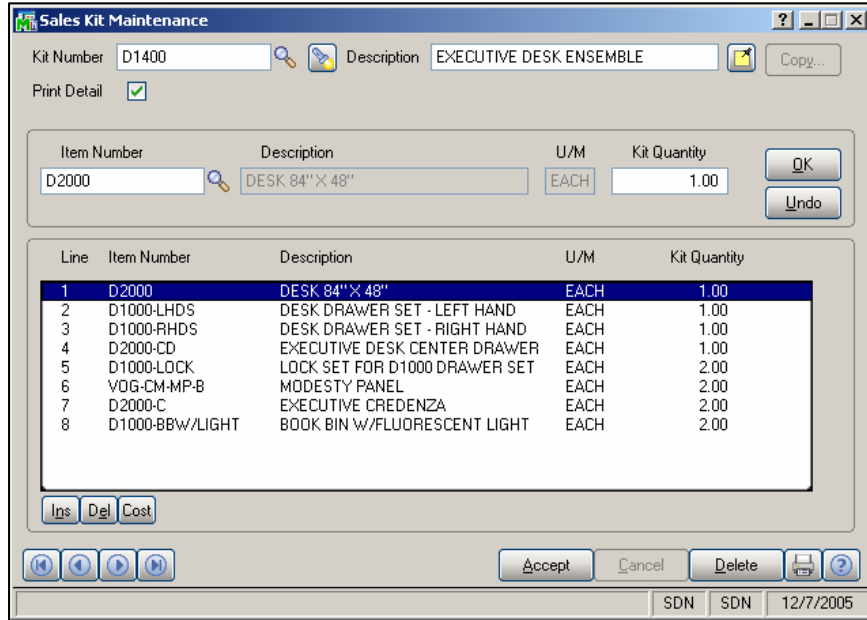 Sales Kit Maintenance
Kit Number D1400 Description EXECUTIVE DESK ENSEMBLE Copy...
Print Detail
Item Number Description U/M Kit Quantity
D2000 DESK 84" X 48" EACH 1.00
OK
Undo
Line Item Number Description U/M Kit Quantity
1 D2000 DESK 84" X 48" EACH 1.00
2 D1000-LHDS DESK DRAWER SET - LEFT HAND EACH 1.00
3 D1000-RHDS DESK DRAWER SET - RIGHT HAND EACH 1.00
4 D2000-CD EXECUTIVE DESK CENTER DRAWER EACH 1.00
5 D1000-LOCK LOCK SET FOR D1000 DRAWER SET EACH 2.00
6 VOG-CM-MP-B MODESTY PANEL EACH 2.00
7 D2000-C EXECUTIVE CREDENZA EACH 2.00
8 D1000-BBW/LIGHT BOOK BIN W/FLUORESCENT LIGHT EACH 2.00
Ins Del Cost
Accept Cancel Delete
SDN SDN 12/7/2005